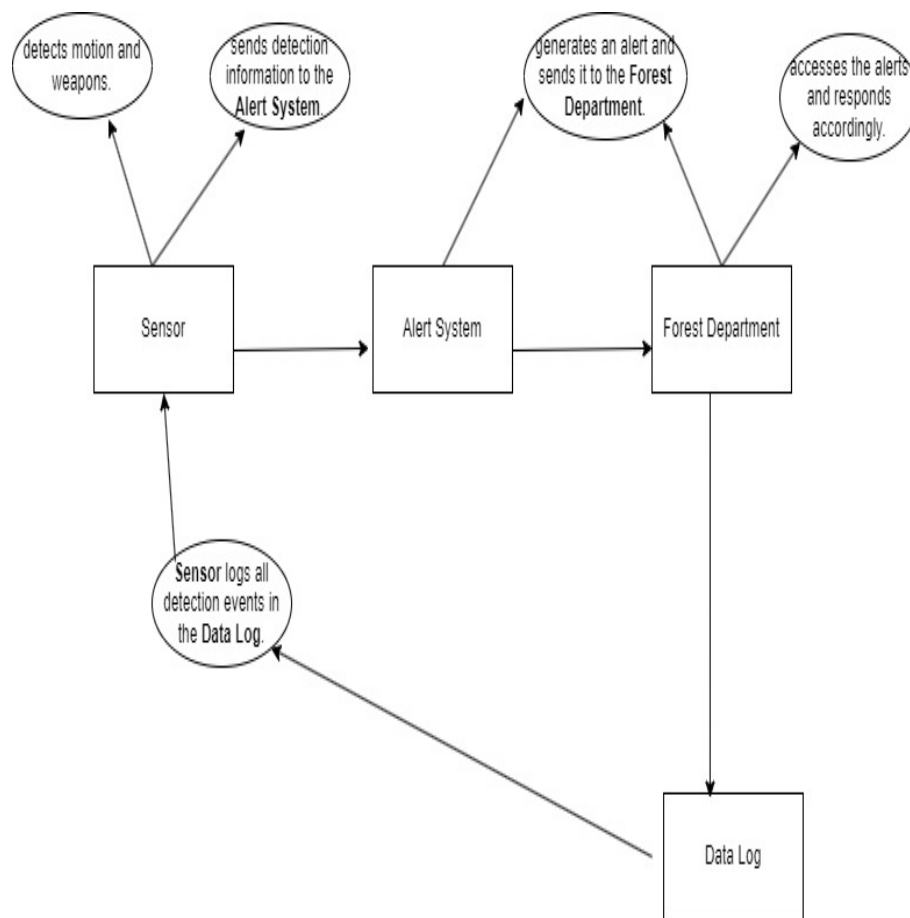 detects motion and
weapons.
sends detection
information to the
Alert System.
generates an alert and
sends it to the Forest
Department.
accesses the alerts
and responds
accordingly.
Sensor
Alert System
Forest Department
Sensor logs all
detection events in
the Data Log.
Data Log